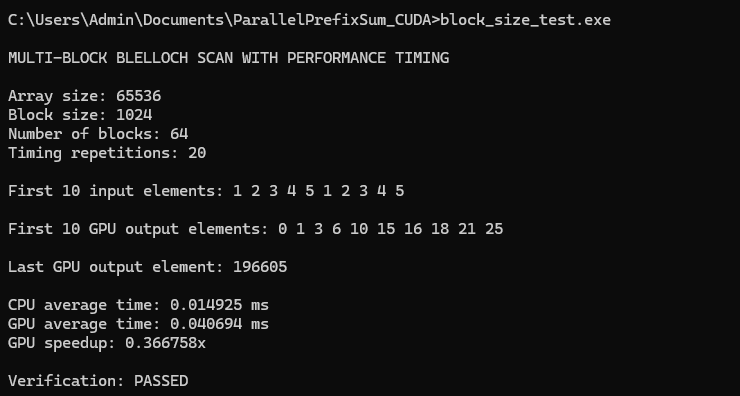 C:\Users\Admin\Documents\ParallelPrefixSum_CUDA>block_size_test.exe
MULTI-BLOCK BLELLOCH SCAN WITH PERFORMANCE TIMING
Array size: 65536
Block size: 1024
Number of blocks: 64
Timing repetitions: 20
First 10 input elements: 1 2 3 4 5 1 2 3 4 5
First 10 GPU output elements: 0 1 3 6 10 15 16 18 21 25
Last GPU output element: 196605
CPU average time: 0.014925 ms
GPU average time: 0.040694 ms
GPU speedup: 0.366758x
Verification: PASSED